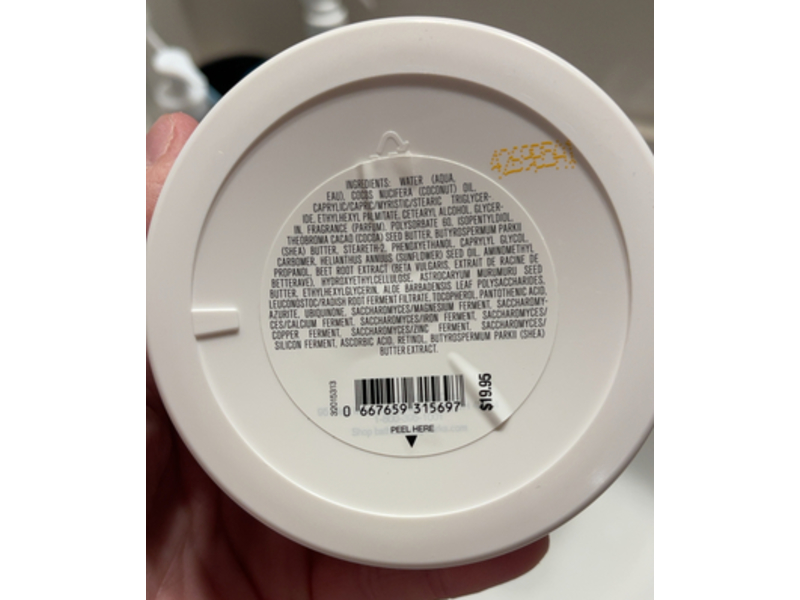 INGREDIENTS: WATER (AQUA,
EAU), COCOS NUCIFERA (COCONUT) OIL,
CAPRYLIC/CAPRIC/MYRISTIC/STEARIC TRIGLYCER-
IDE, ETHYLHEXYL PALMITATE, CETEARYL ALCOHOL, GLYCER-
IN, FRAGRANCE (PARFUM), POLYSORBATE 60, ISOPENTYLDIOL,
THEOBROMA CACAO (COCOA) SEED BUTTER, BUTYROSPERMUM PARKII
(SHEA) BUTTER, STEARETH-2, PHENOXYETHANOL, CAPRYLYL GLYCOL,
CARBOMER, HELIANTHUS ANNUUS (SUNFLOWER) SEED OIL, AMINOMETHYL
PROPANOL, BEET ROOT EXTRACT (BETA VULGARIS, EXTRAIT DE RACINE DE
BETTERAVE), HYDROXYETHYLCELLULOSE, ASTROCARYUM MURUMURU SEED
BUTTER, ETHYLHEXYLGLYCERIN, ALOE BARBADENSIS LEAF POLYSACCHARIDES,
LEUCONOSTOC/RADISH ROOT FERMENT FILTRATE, TOCOPHEROL, PANTOTHENIC ACID,
AZURITE, UBIQUINONE, SACCHAROMYCES/MAGNESIUM FERMENT, SACCHAROMY-
CES/CALCIUM FERMENT, SACCHAROMYCES/IRON FERMENT, SACCHAROMYCES/
COPPER FERMENT, SACCHAROMYCES/ZINC FERMENT, SACCHAROMYCES/
SILICON FERMENT, ASCORBIC ACID, RETINOL, BUTYROSPERMUM PARKII (SHEA)
BUTTER EXTRACT.
32015313
0 667659 315697
$19.95
PEEL HERE